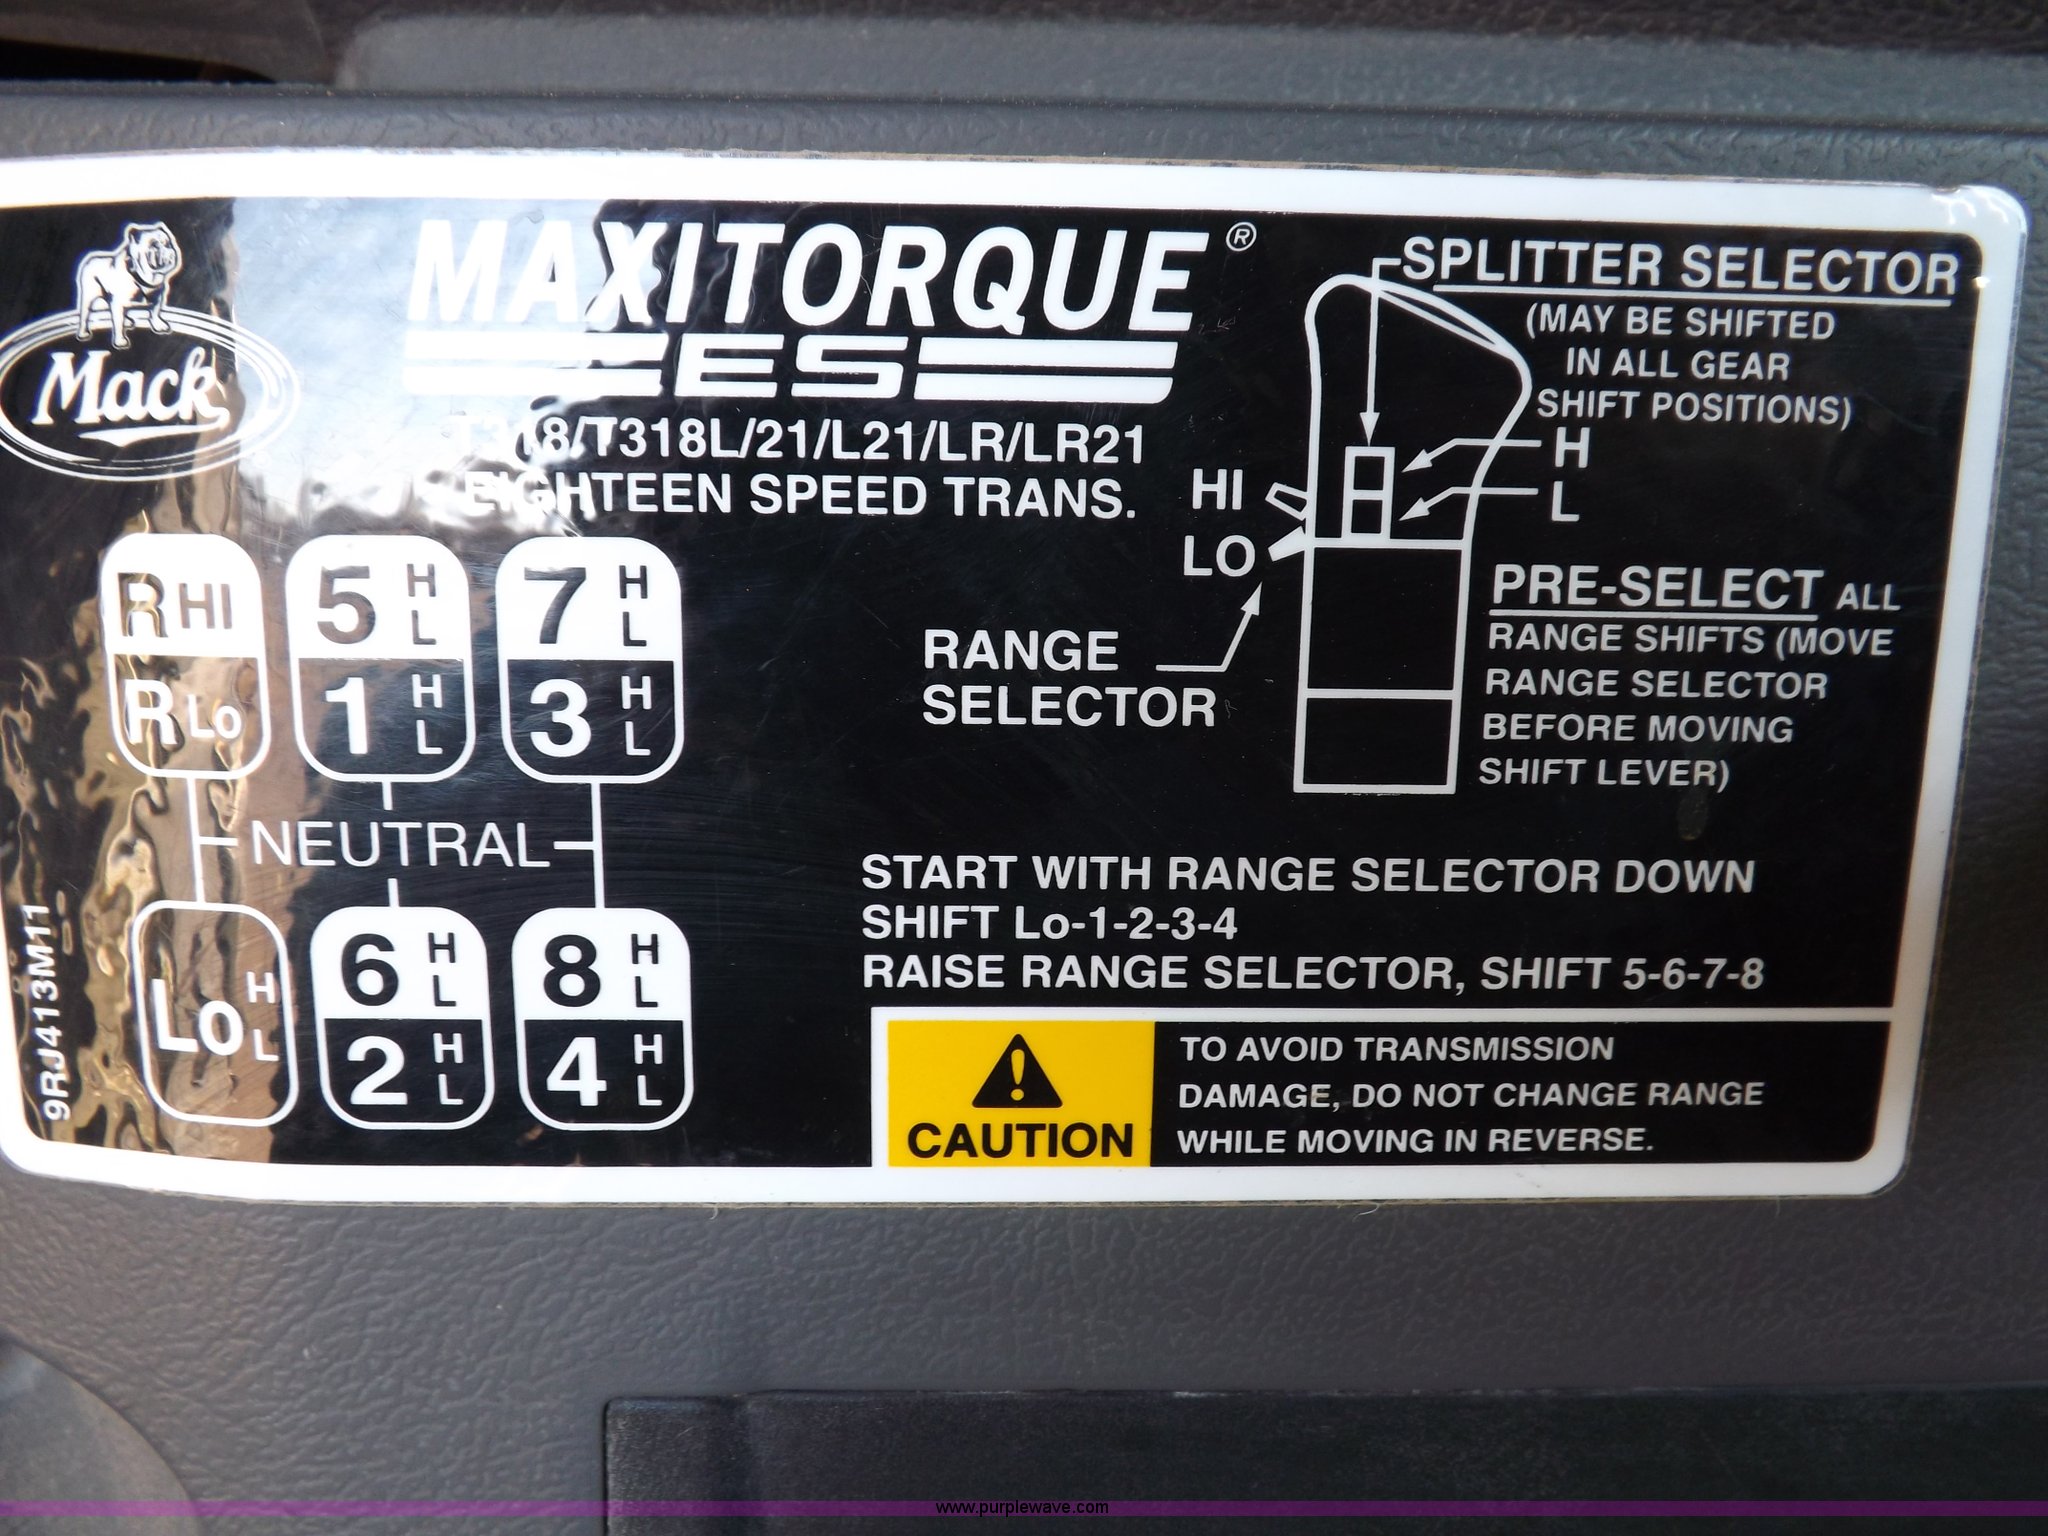 Mack
MAXITORQUE®
ES
T318/T318L/21/L21/LR/LR21
EIGHTEEN SPEED TRANS.
R HI
R Lo
5 H L
1 H L
7 H L
3 H L
NEUTRAL
Lo H L
6 H L
2 H L
8 H L
4 H L
9RJ413M11
SPLITTER SELECTOR
(MAY BE SHIFTED
IN ALL GEAR
SHIFT POSITIONS)
H
L
HI
LO
RANGE
SELECTOR
PRE-SELECT ALL
RANGE SHIFTS (MOVE
RANGE SELECTOR
BEFORE MOVING
SHIFT LEVER)
START WITH RANGE SELECTOR DOWN
SHIFT Lo-1-2-3-4
RAISE RANGE SELECTOR, SHIFT 5-6-7-8
CAUTION
TO AVOID TRANSMISSION
DAMAGE, DO NOT CHANGE RANGE
WHILE MOVING IN REVERSE.
www.purplewave.com